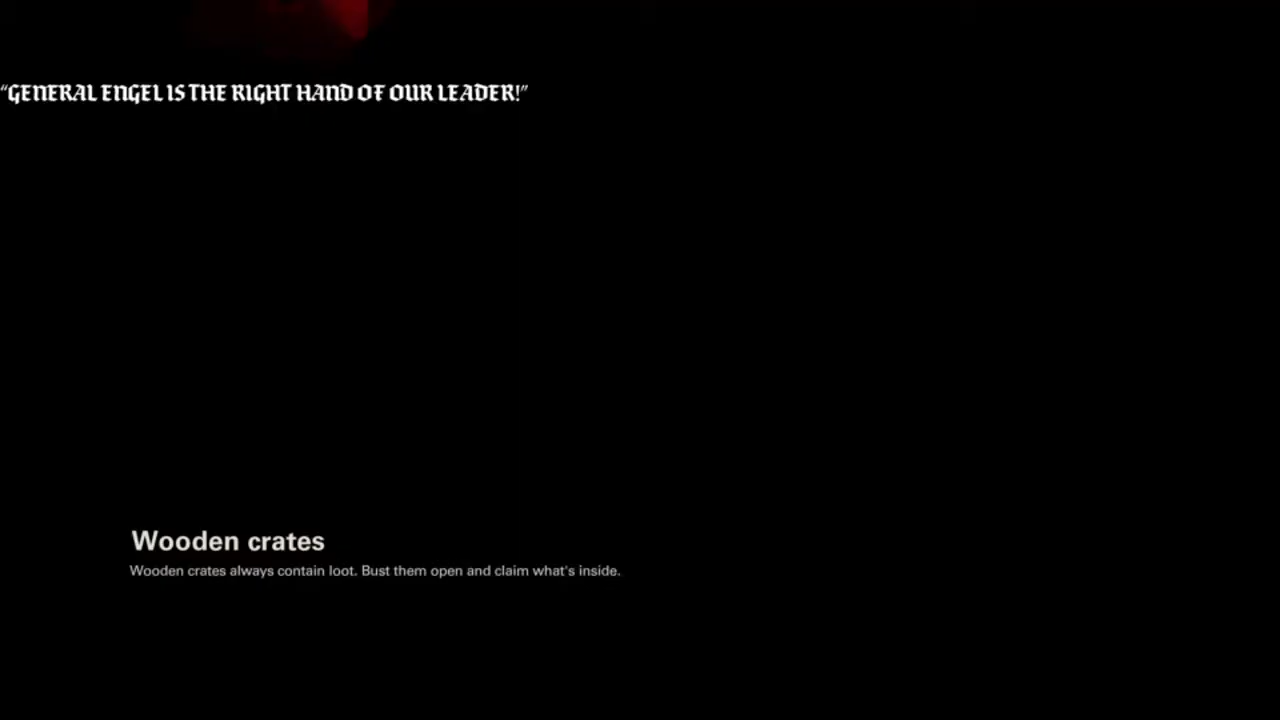 “GENERAL ENGEL IS THE RIGHT HAND OF OUR LEADER!”
Wooden crates
Wooden crates always contain loot. Bust them open and claim what's inside.